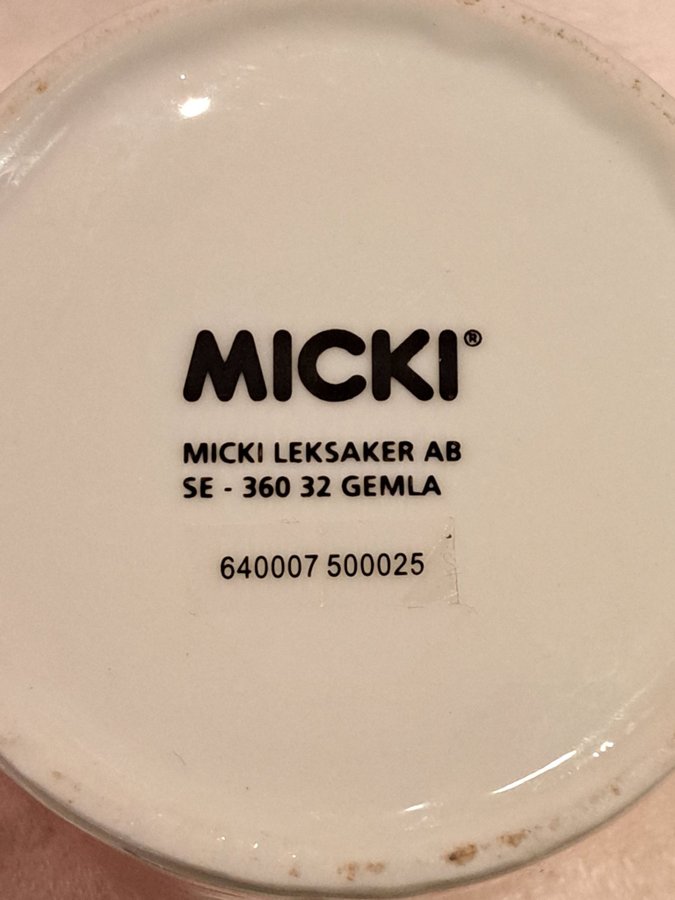 MICKI®
MICKI LEKSAKER AB
SE - 360 32 GEMLA
640007 500025